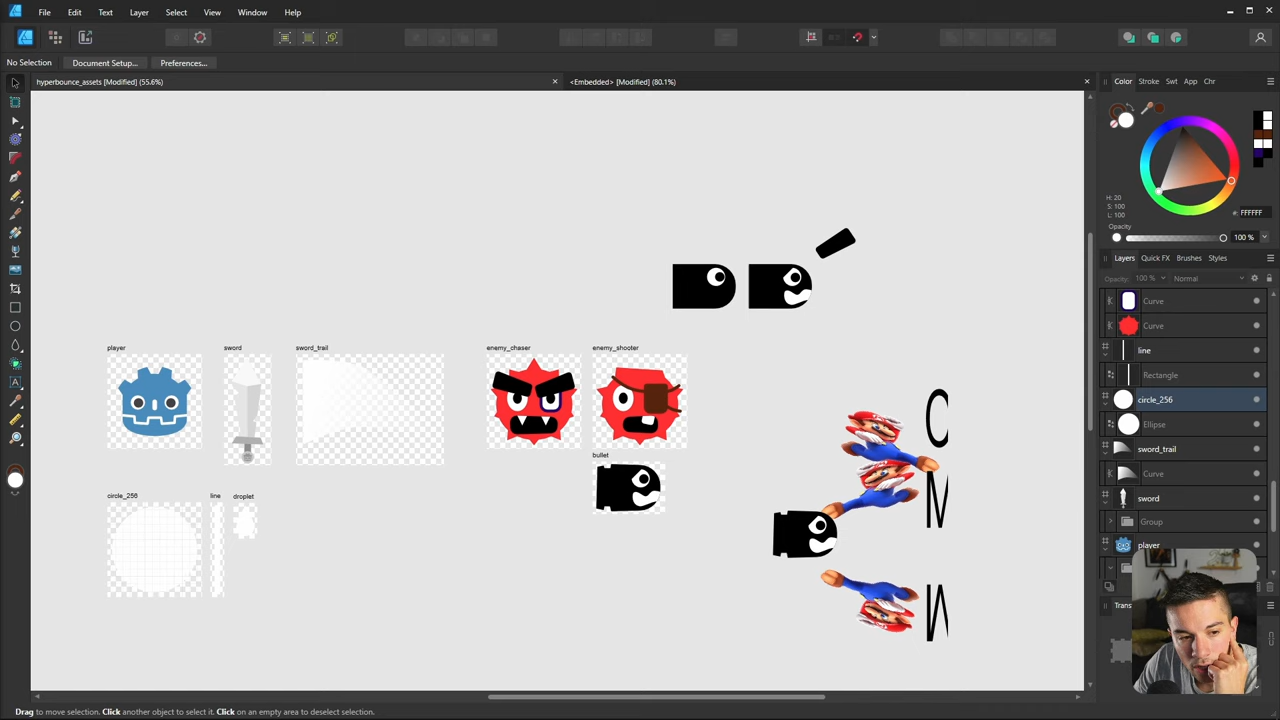 File Edit Text Layer Select View Window Help
No Selection Document Setup... Preferences...
hyperbounce_assets [Modified] (55.6%)
<Embedded> [Modified] (80.1%)
Color Stroke Swt App Chr
H: 20
S: 100
L: 100
#: FFFFFF
Opacity
100 %
Layers Quick FX Brushes Styles
Opacity: 100 % Normal
Curve
Curve
line
Rectangle
circle_256
Ellipse
sword_trail
Curve
sword
Group
player
Trans
player sword sword_trail enemy_chaser enemy_shooter
bullet
circle_256 line droplet
Drag to move selection. Click another object to select it. Click on an empty area to deselect selection.